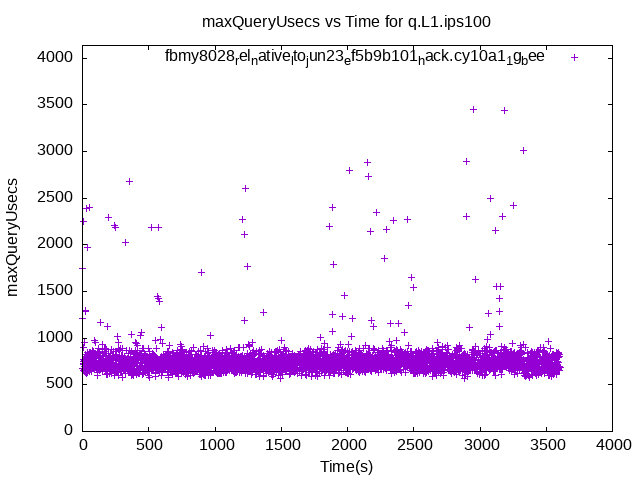 maxQueryUsecs vs Time for q.L1.ips100
fbmy8028relnativeltojun23ef5b9b101hack.cy10a11gbee
4000
3500
3000
2500
2000
1500
1000
500
0
maxQueryUsecs
0 500 1000 1500 2000 2500 3000 3500 4000
Time(s)